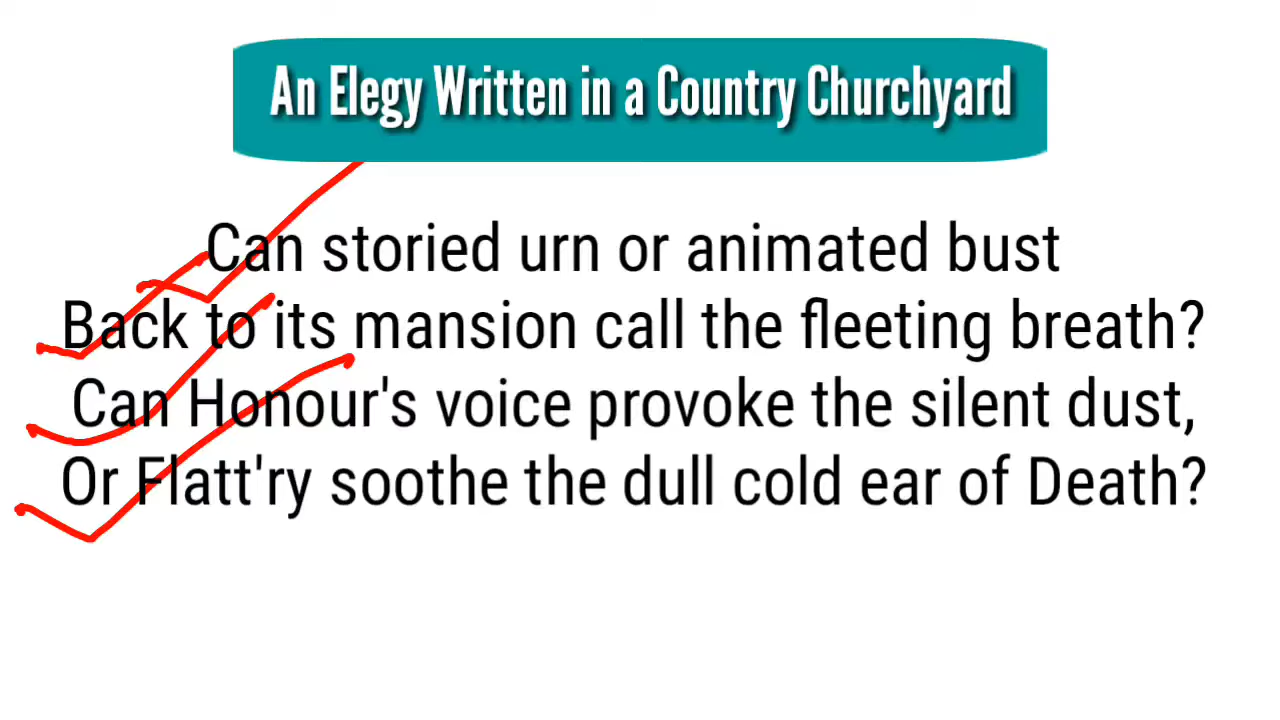 An Elegy Written in a Country Churchyard
Can storied urn or animated bust
Back to its mansion call the fleeting breath?
Can Honour's voice provoke the silent dust,
Or Flatt'ry soothe the dull cold ear of Death?